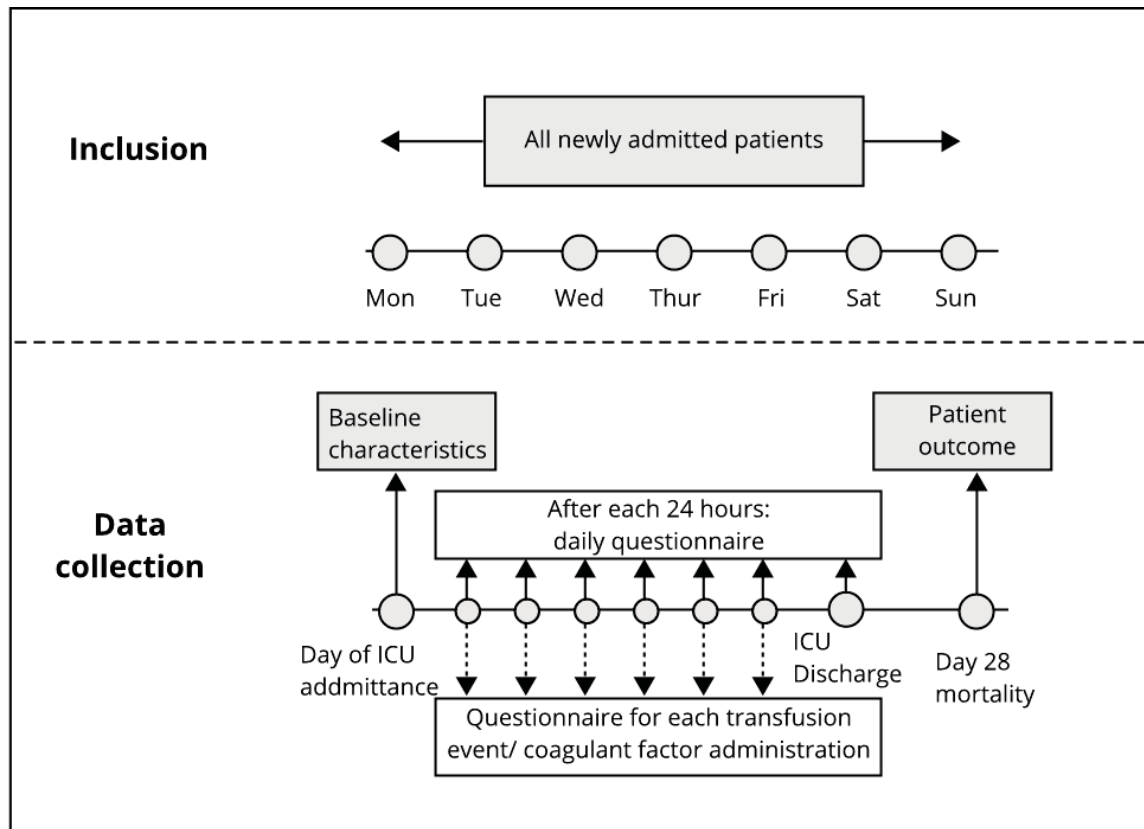 Inclusion
All newly admitted patients
Mon Tue Wed Thur Fri Sat Sun
Baseline
characteristics
Patient
outcome
After each 24 hours:
daily questionnaire
Data
collection
Day of ICU
addmittance
ICU
Discharge
Day 28
mortality
Questionnaire for each transfusion
event/ coagulant factor administration